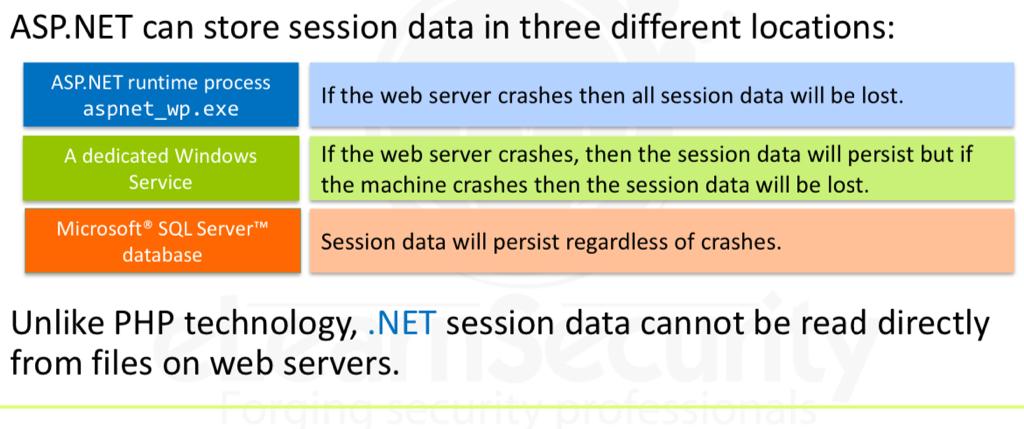 ASP.NET can store session data in three different locations:
ASP.NET runtime process
aspnet_wp.exe
If the web server crashes then all session data will be lost.
A dedicated Windows
Service
If the web server crashes, then the session data will persist but if
the machine crashes then the session data will be lost.
Microsoft® SQL Server™
database
Session data will persist regardless of crashes.
Unlike PHP technology, .NET session data cannot be read directly
from files on web servers.
eLearnSecurity
Forging security professionals